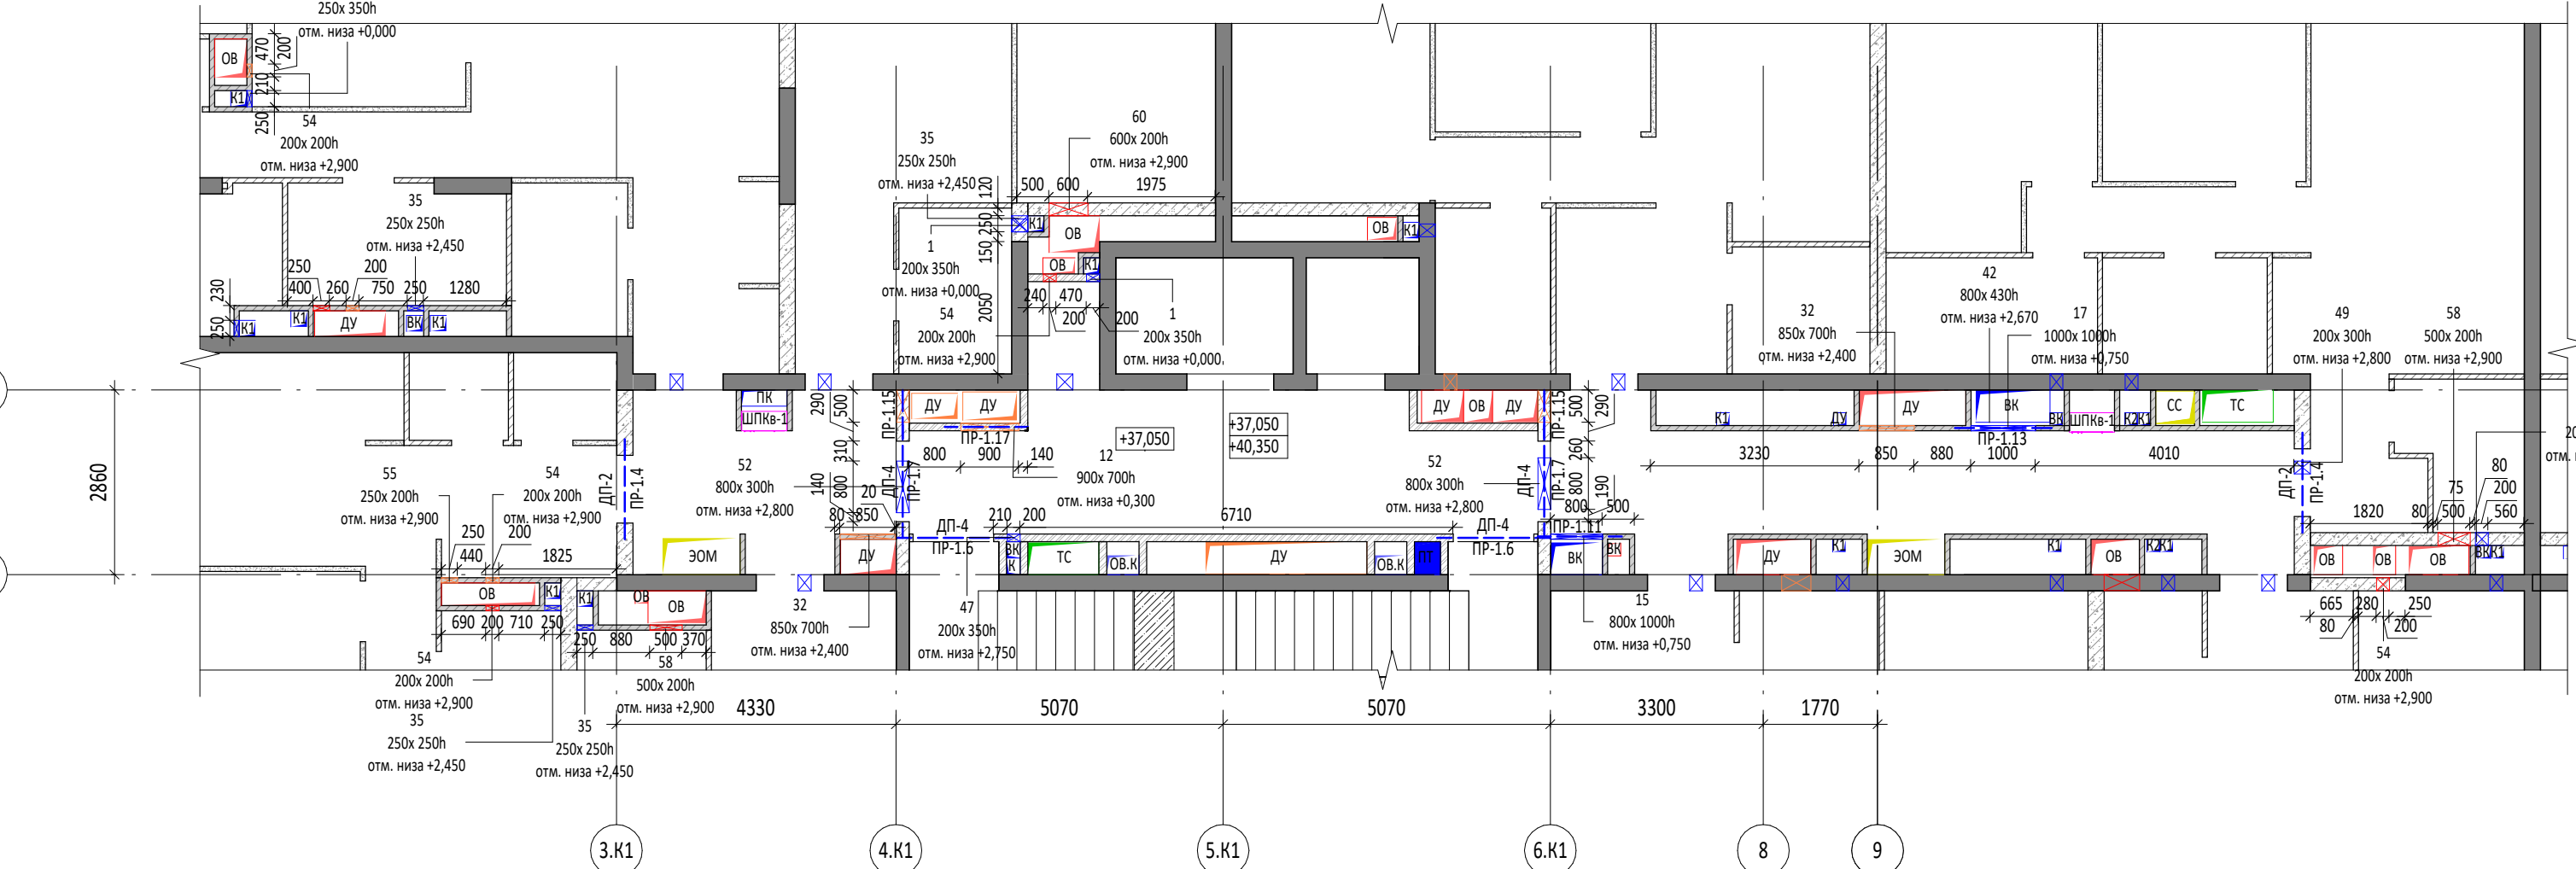 250x 350h
отм. низа +0,000
470
200
210
250
ОВ
К1
54
200x 200h
отм. низа +2,900
35
250x 250h
отм. низа +2,450
250
200
400
260
750
250
1280
230
250
К1
К1
ДУ
ВК
К1
60
600x 200h
отм. низа +2,900
35
250x 250h
отм. низа +2,450
500
600
1975
120
250
150
2050
К1
ОВ
ОВ
К1
ОВ
К1
1
200x 350h
отм. низа +0,000
54
200x 200h
отм. низа +2,900
240
470
200
200
1
200x 350h
отм. низа +0,000
42
800x 430h
отм. низа +2,670
32
850x 700h
отм. низа +2,400
17
1000x 1000h
отм. низа +0,750
49
200x 300h
отм. низа +2,800
58
500x 200h
отм. низа +2,900
ПК
ШПКв-1
290
500
310
140
800
20
80
850
ПР-1.15
ДУ
ДУ
ПР-1.17
ДП-4
ПР-1.7
800
900
140
12
900x 700h
отм. низа +0,300
+37,050
+37,050
+40,350
ДУ
ОВ
ДУ
ПР-1.15
500
290
260
800
190
ДП-4
ПР-1.7
52
800x 300h
отм. низа +2,800
52
800x 300h
отм. низа +2,800
К1
ДУ
ДУ
ВК
ВК
ШПКв-1
К2
К1
СС
ТС
ПР-1.13
3230
850
880
1000
4010
ДП-2
ПР-1.4
ДП-2
ПР-1.4
2860
55
250x 200h
отм. низа +2,900
54
200x 200h
отм. низа +2,900
250
200
440
1825
ОВ
К1
690
200
710
250
54
200x 200h
отм. низа +2,900
35
250x 250h
отм. низа +2,450
К1
ОВ
ОВ
250
880
500
370
58
500x 200h
отм. низа +2,900
35
250x 250h
отм. низа +2,450
ЭОМ
ДУ
32
850x 700h
отм. низа +2,400
ДП-4
ПР-1.6
210
200
6710
ВК
К
ТС
ОВ.К
ДУ
ОВ.К
ПТ
ДП-4
ПР-1.6
47
200x 350h
отм. низа +2,750
800
500
ПР-1.11
ВК
ВК
15
800x 1000h
отм. низа +0,750
ДУ
К1
ЭОМ
К1
ОВ
К2
К1
1820
80
500
75
80
200
560
ОВ
ОВ
ОВ
ВК
К1
665
280
250
80
200
54
200x 200h
отм. низа +2,900
4330
5070
5070
3300
1770
3.К1
4.К1
5.К1
6.К1
8
9